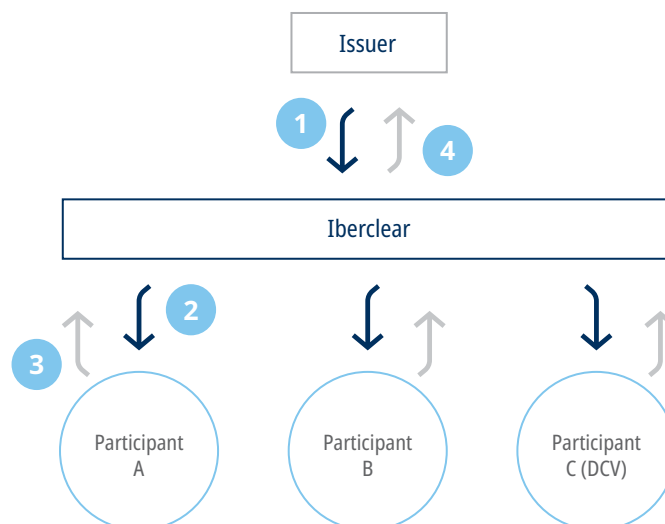 Issuer
1
4
Iberclear
2
3
Participant
A
Participant
B
Participant
C (DCV)